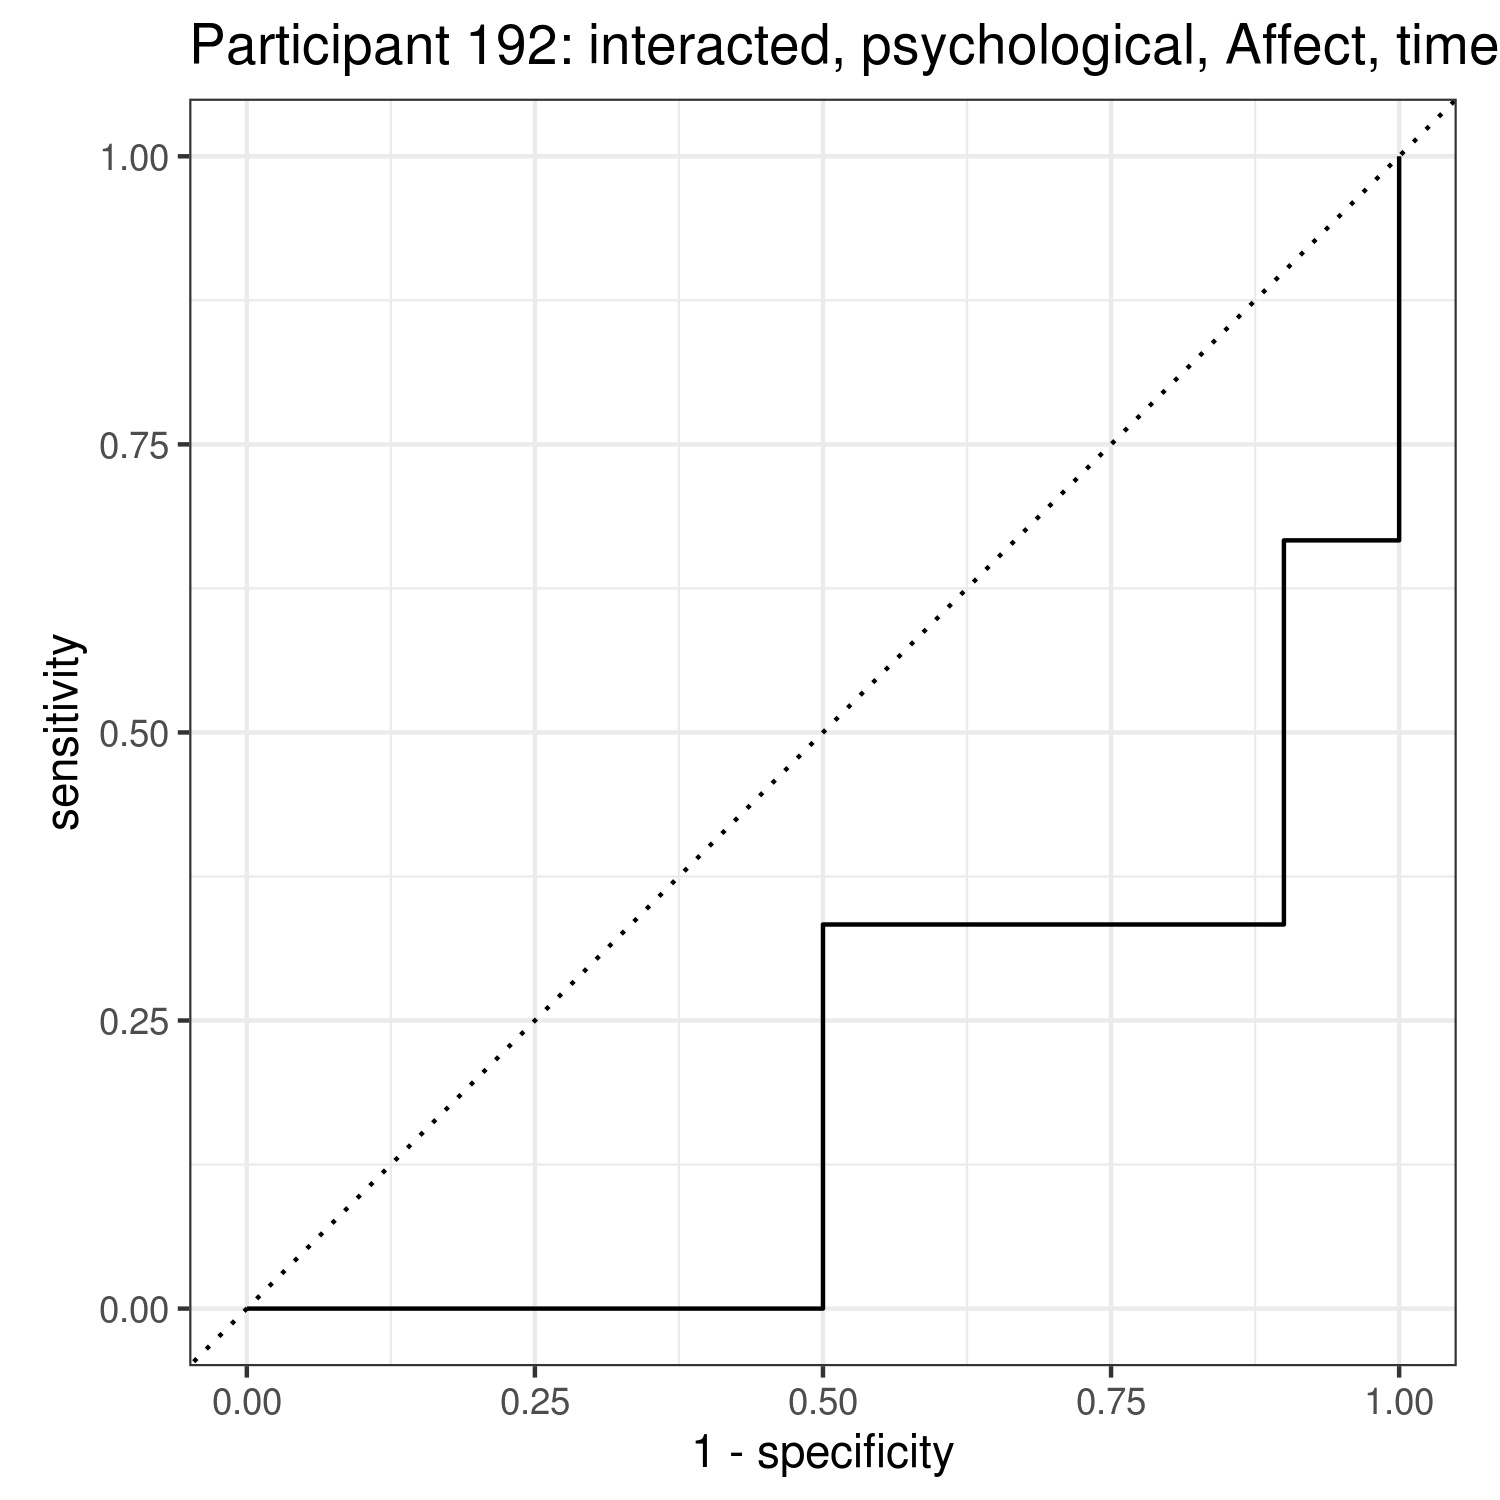 Participant 192: interacted, psychological, Affect, time
1.00
0.75
0.50
0.25
0.00
sensitivity
0.00 0.25 0.50 0.75 1.00
1 - specificity